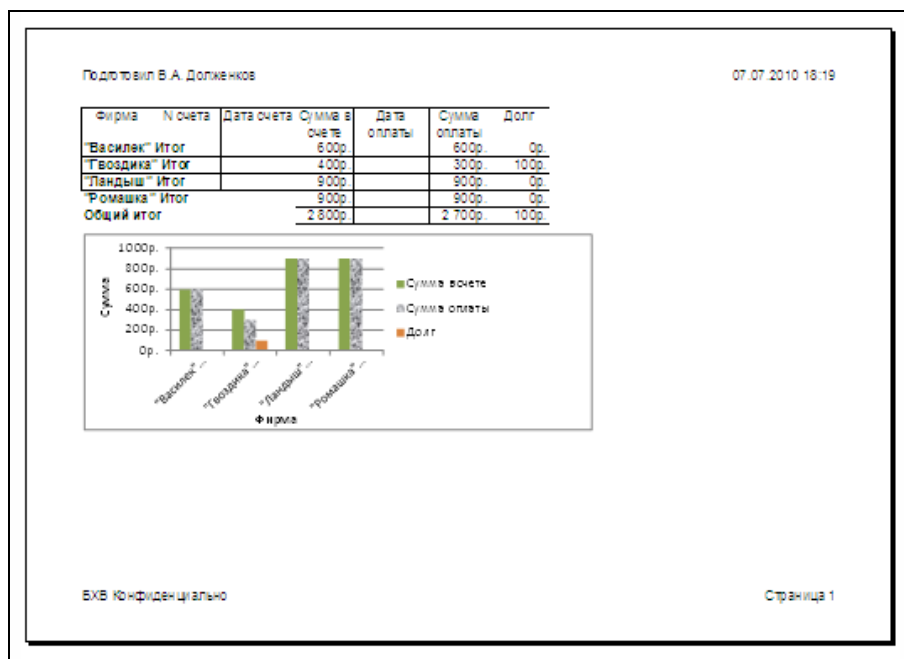 Подготовил В.А. Долженков 07.07.2010 18:19
Фирма N счета Дата счета Сумма в счете Дата оплаты Сумма оплаты Долг
"Василек" Итог 600р. 600р. 0р.
"Гвоздика" Итог 400р. 300р. 100р.
"Ландыш" Итог 900р. 900р. 0р.
"Ромашка" Итог 900р. 900р. 0р.
Общий итог 2 800р. 2 700р. 100р.
1000р.
800р.
600р.
400р.
200р.
0р.
Сумма
"Василек"...
"Гвоздика"...
"Ландыш"...
"Ромашка"...
Фирма
Сумма всчете
Сумма оплаты
Долг
БХВ Конфиденциально Страница 1